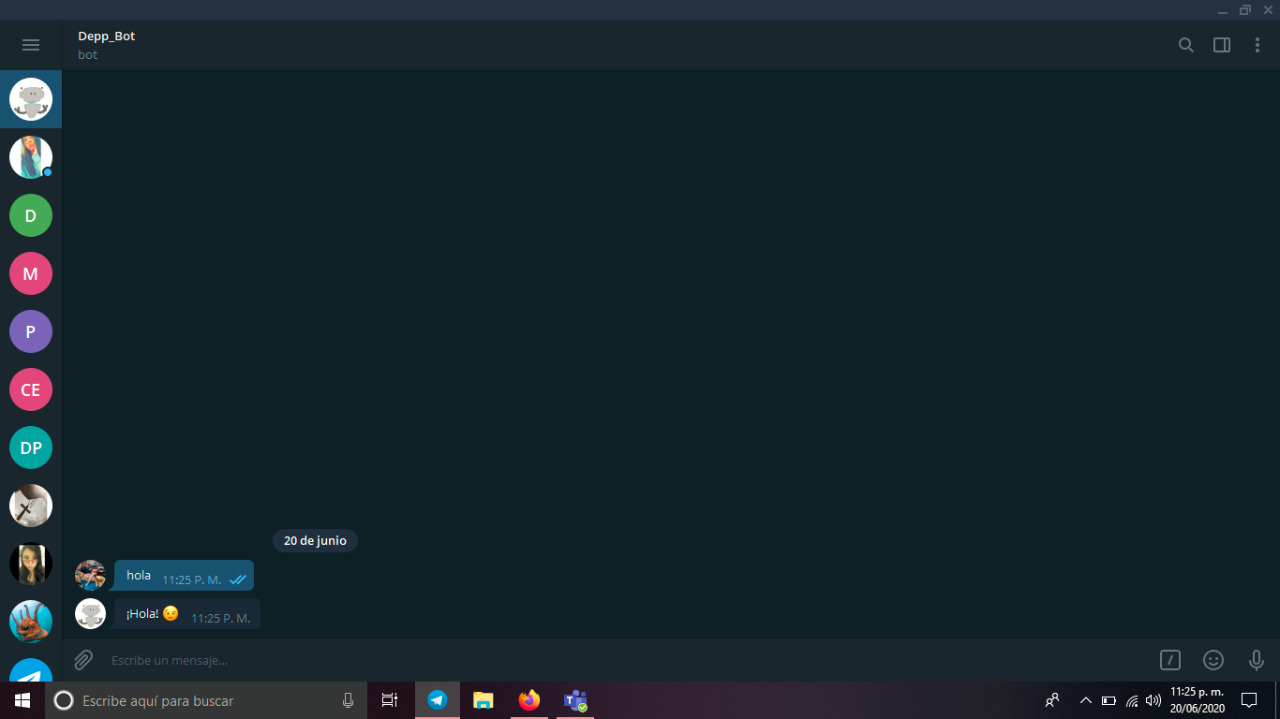 Depp_Bot
bot
D
M
P
CE
DP
20 de junio
hola 11:25 P. M.
¡Hola! 😉 11:25 P. M.
Escribe un mensaje...
Escribe aquí para buscar
11:25 p. m.
20/06/2020